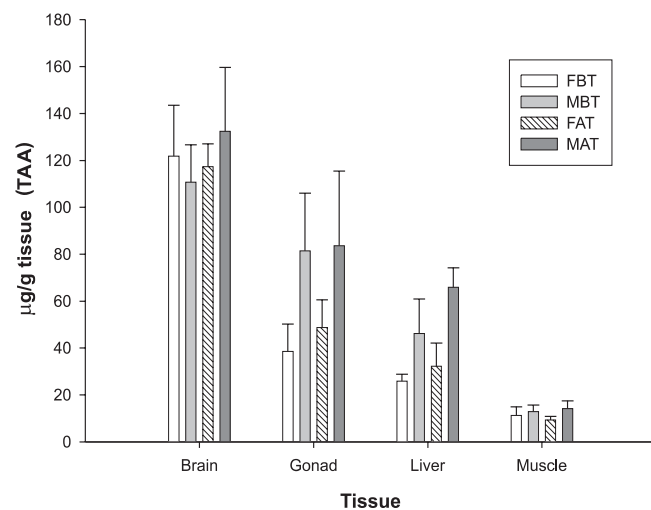 180
160
140
120
100
80
60
40
20
0
μg/g tissue (TAA)
FBT
MBT
FAT
MAT
Brain Gonad Liver Muscle
Tissue